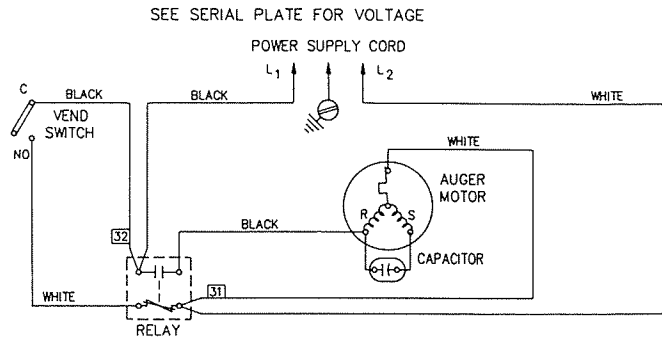 SEE SERIAL PLATE FOR VOLTAGE
POWER SUPPLY CORD
L1 L2
C
BLACK
BLACK
WHITE
VEND
SWITCH
NO
WHITE
AUGER
MOTOR
R S
BLACK
32
CAPACITOR
31
WHITE
RELAY